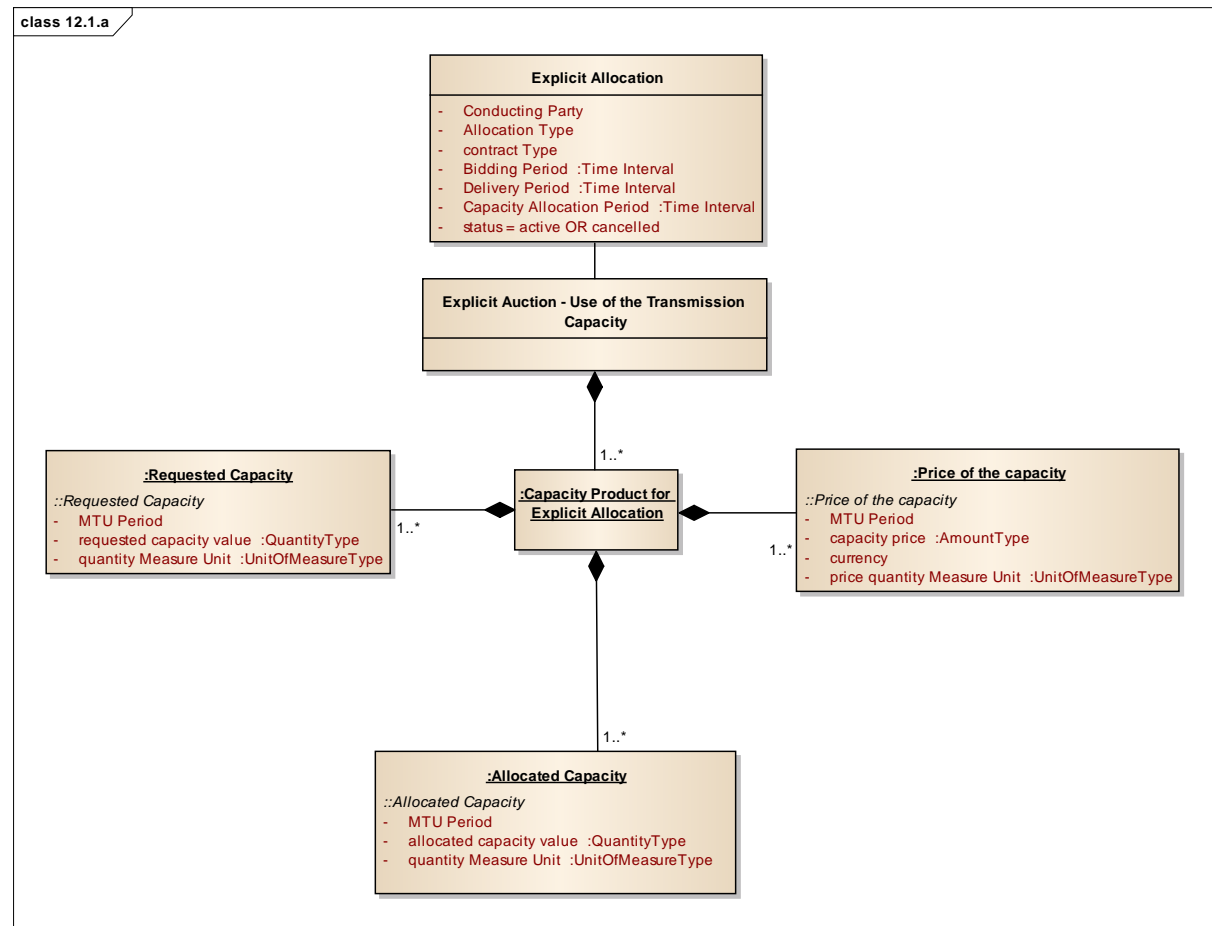 class 12.1.a
Explicit Allocation
- Conducting Party
- Allocation Type
- contract Type
- Bidding Period :Time Interval
- Delivery Period :Time Interval
- Capacity Allocation Period :Time Interval
- status = active OR cancelled
Explicit Auction - Use of the Transmission
Capacity
1..*
:Requested Capacity
::Requested Capacity
- MTU Period
- requested capacity value :QuantityType
- quantity Measure Unit :UnitOfMeasureType
1..*
:Capacity Product for
Explicit Allocation
:Price of the capacity
::Price of the capacity
- MTU Period
- capacity price :AmountType
- currency
- price quantity Measure Unit :UnitOfMeasureType
1..*
1..*
:Allocated Capacity
::Allocated Capacity
- MTU Period
- allocated capacity value :QuantityType
- quantity Measure Unit :UnitOfMeasureType